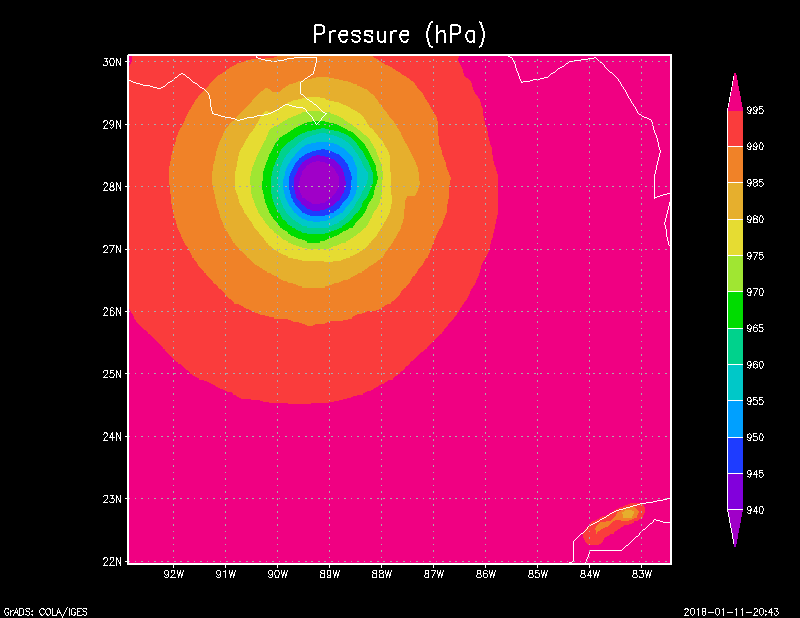 Pressure (hPa)
30N
29N
28N
27N
26N
25N
24N
23N
22N
92W 91W 90W 89W 88W 87W 86W 85W 84W 83W
995
990
985
980
975
970
965
960
955
950
945
940
GrADS: COLA/IGES
2018-01-11-20:43